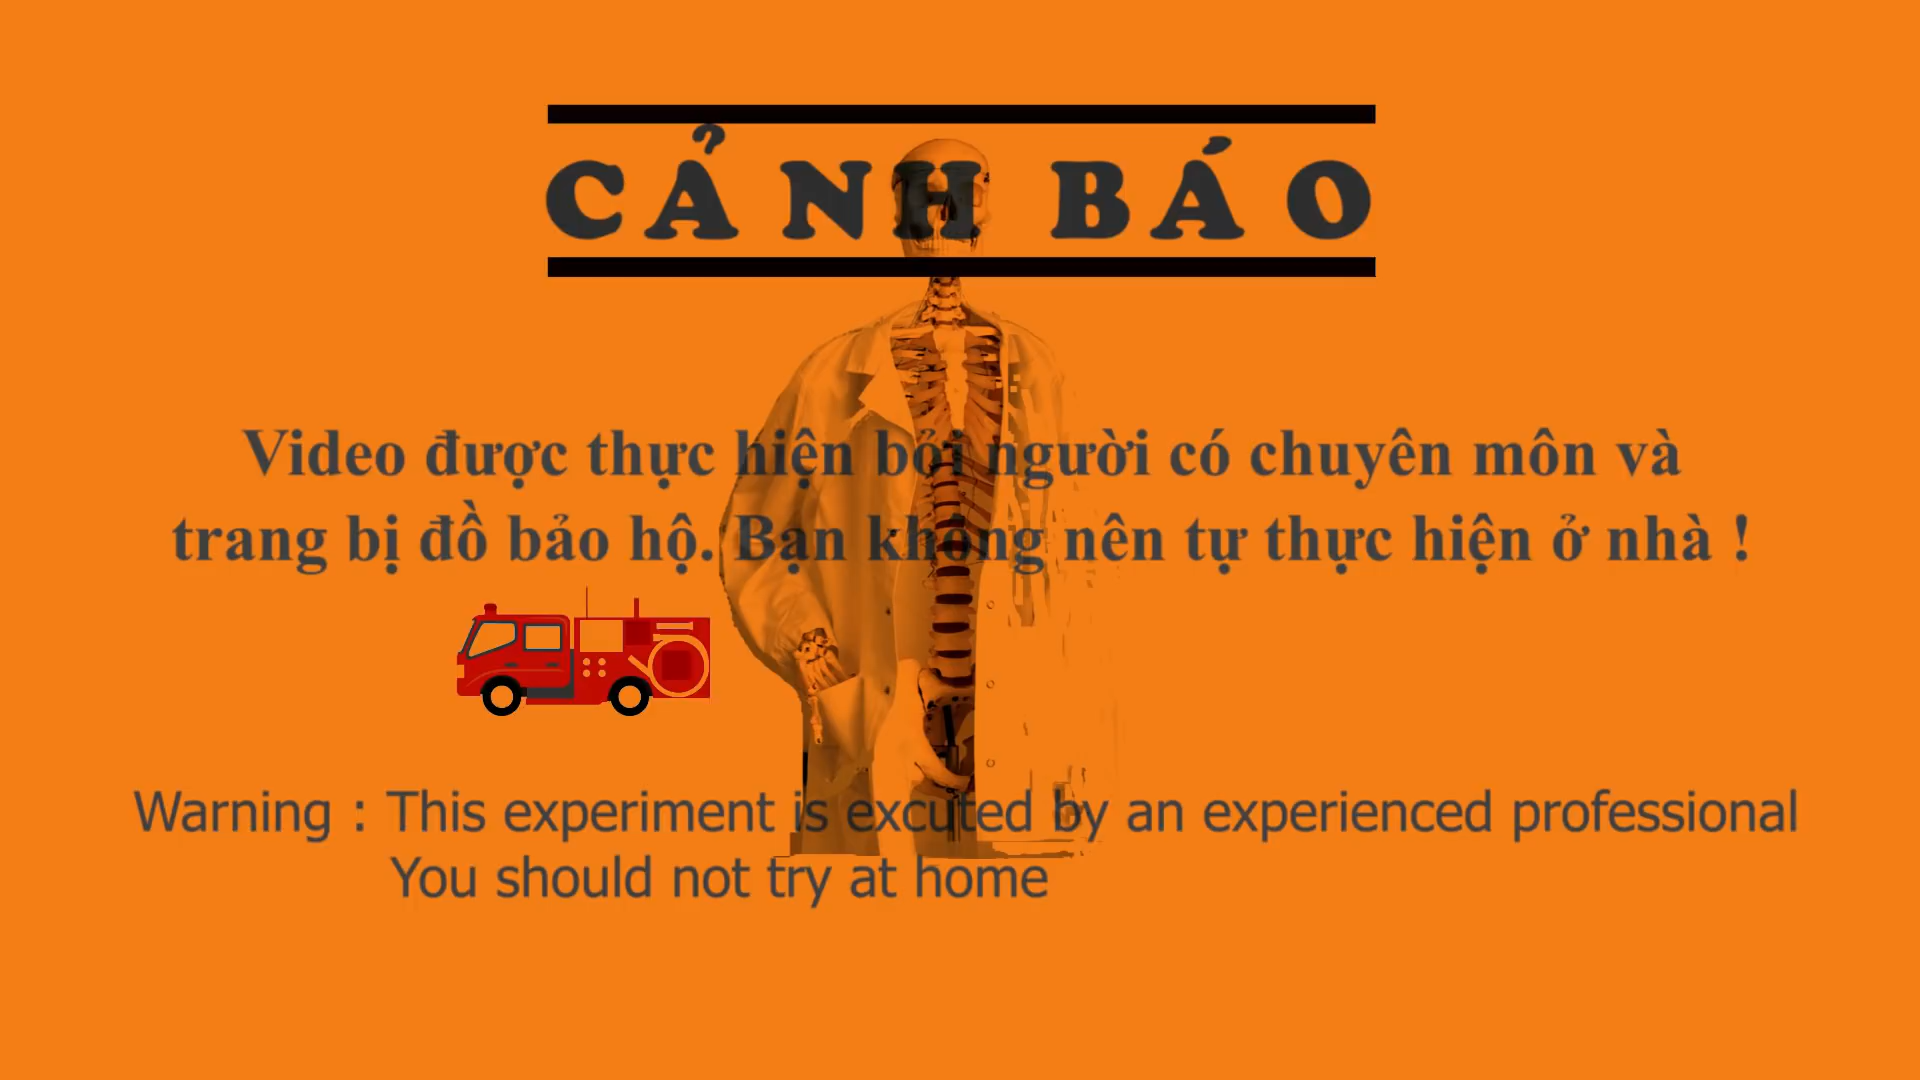 CẢNH BÁO
Video được thực hiện bởi người có chuyên môn và
trang bị đồ bảo hộ. Bạn không nên tự thực hiện ở nhà !
Warning : This experiment is excuted by an experienced professional
You should not try at home